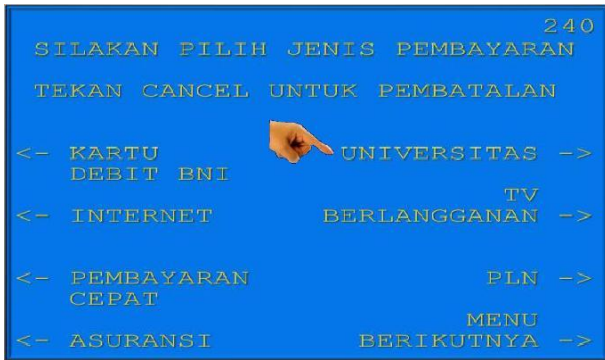 240
SILAKAN PILIH JENIS PEMBAYARAN
TEKAN CANCEL UNTUK PEMBATALAN
<- KARTU DEBIT BNI
UNIVERSITAS ->
<- INTERNET
TV BERLANGGANAN ->
<- PEMBAYARAN CEPAT
PLN ->
<- ASURANSI
MENU BERIKUTNYA ->